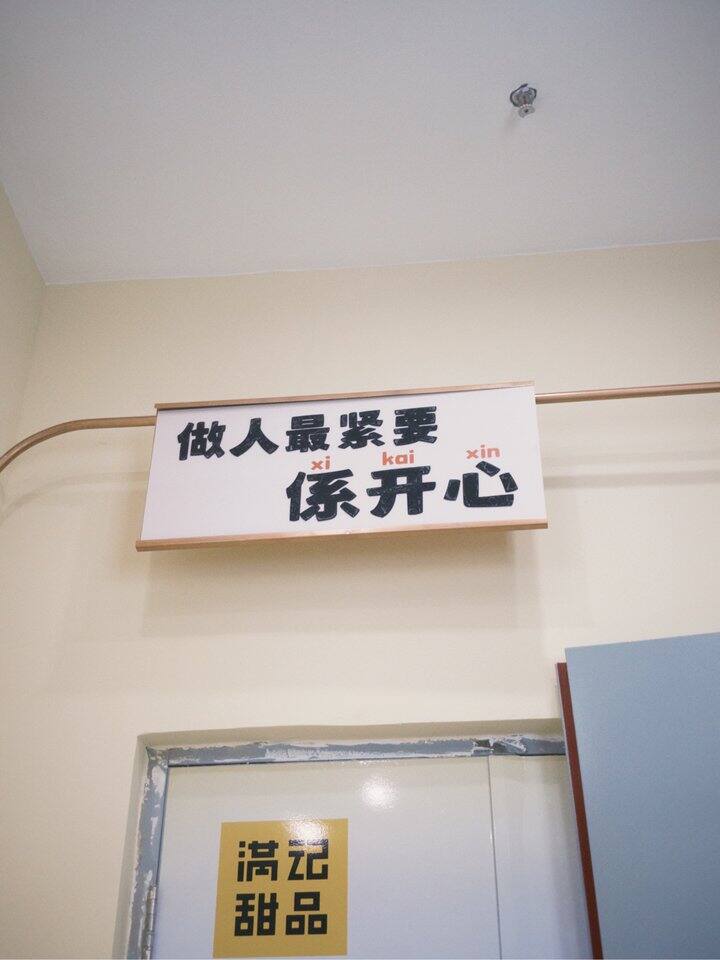 做人最紧要
xi kai xin
係开心
满记
甜品